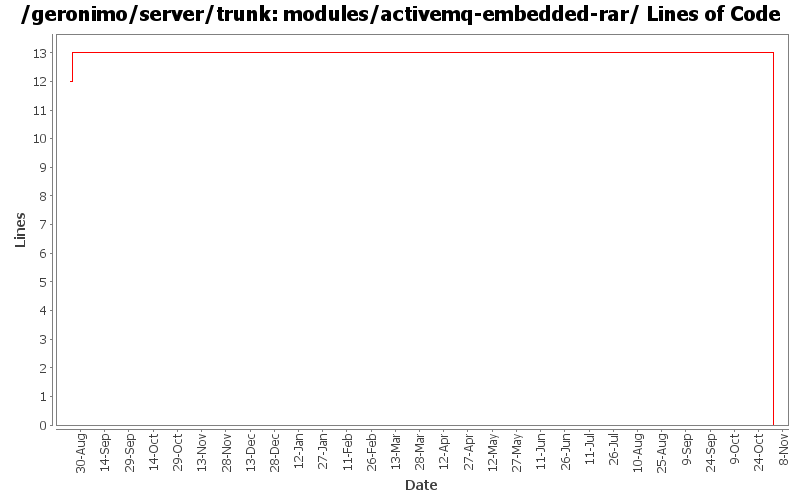 /geronimo/server/trunk: modules/activemq-embedded-rar/ Lines of Code
13
12
11
10
9
8
7
6
5
4
3
2
1
0
Lines
30-Aug
14-Sep
29-Sep
14-Oct
29-Oct
13-Nov
28-Nov
13-Dec
28-Dec
12-Jan
27-Jan
11-Feb
26-Feb
13-Mar
28-Mar
12-Apr
27-Apr
12-May
27-May
11-Jun
26-Jun
11-Jul
26-Jul
10-Aug
25-Aug
9-Sep
24-Sep
9-Oct
24-Oct
8-Nov
Date